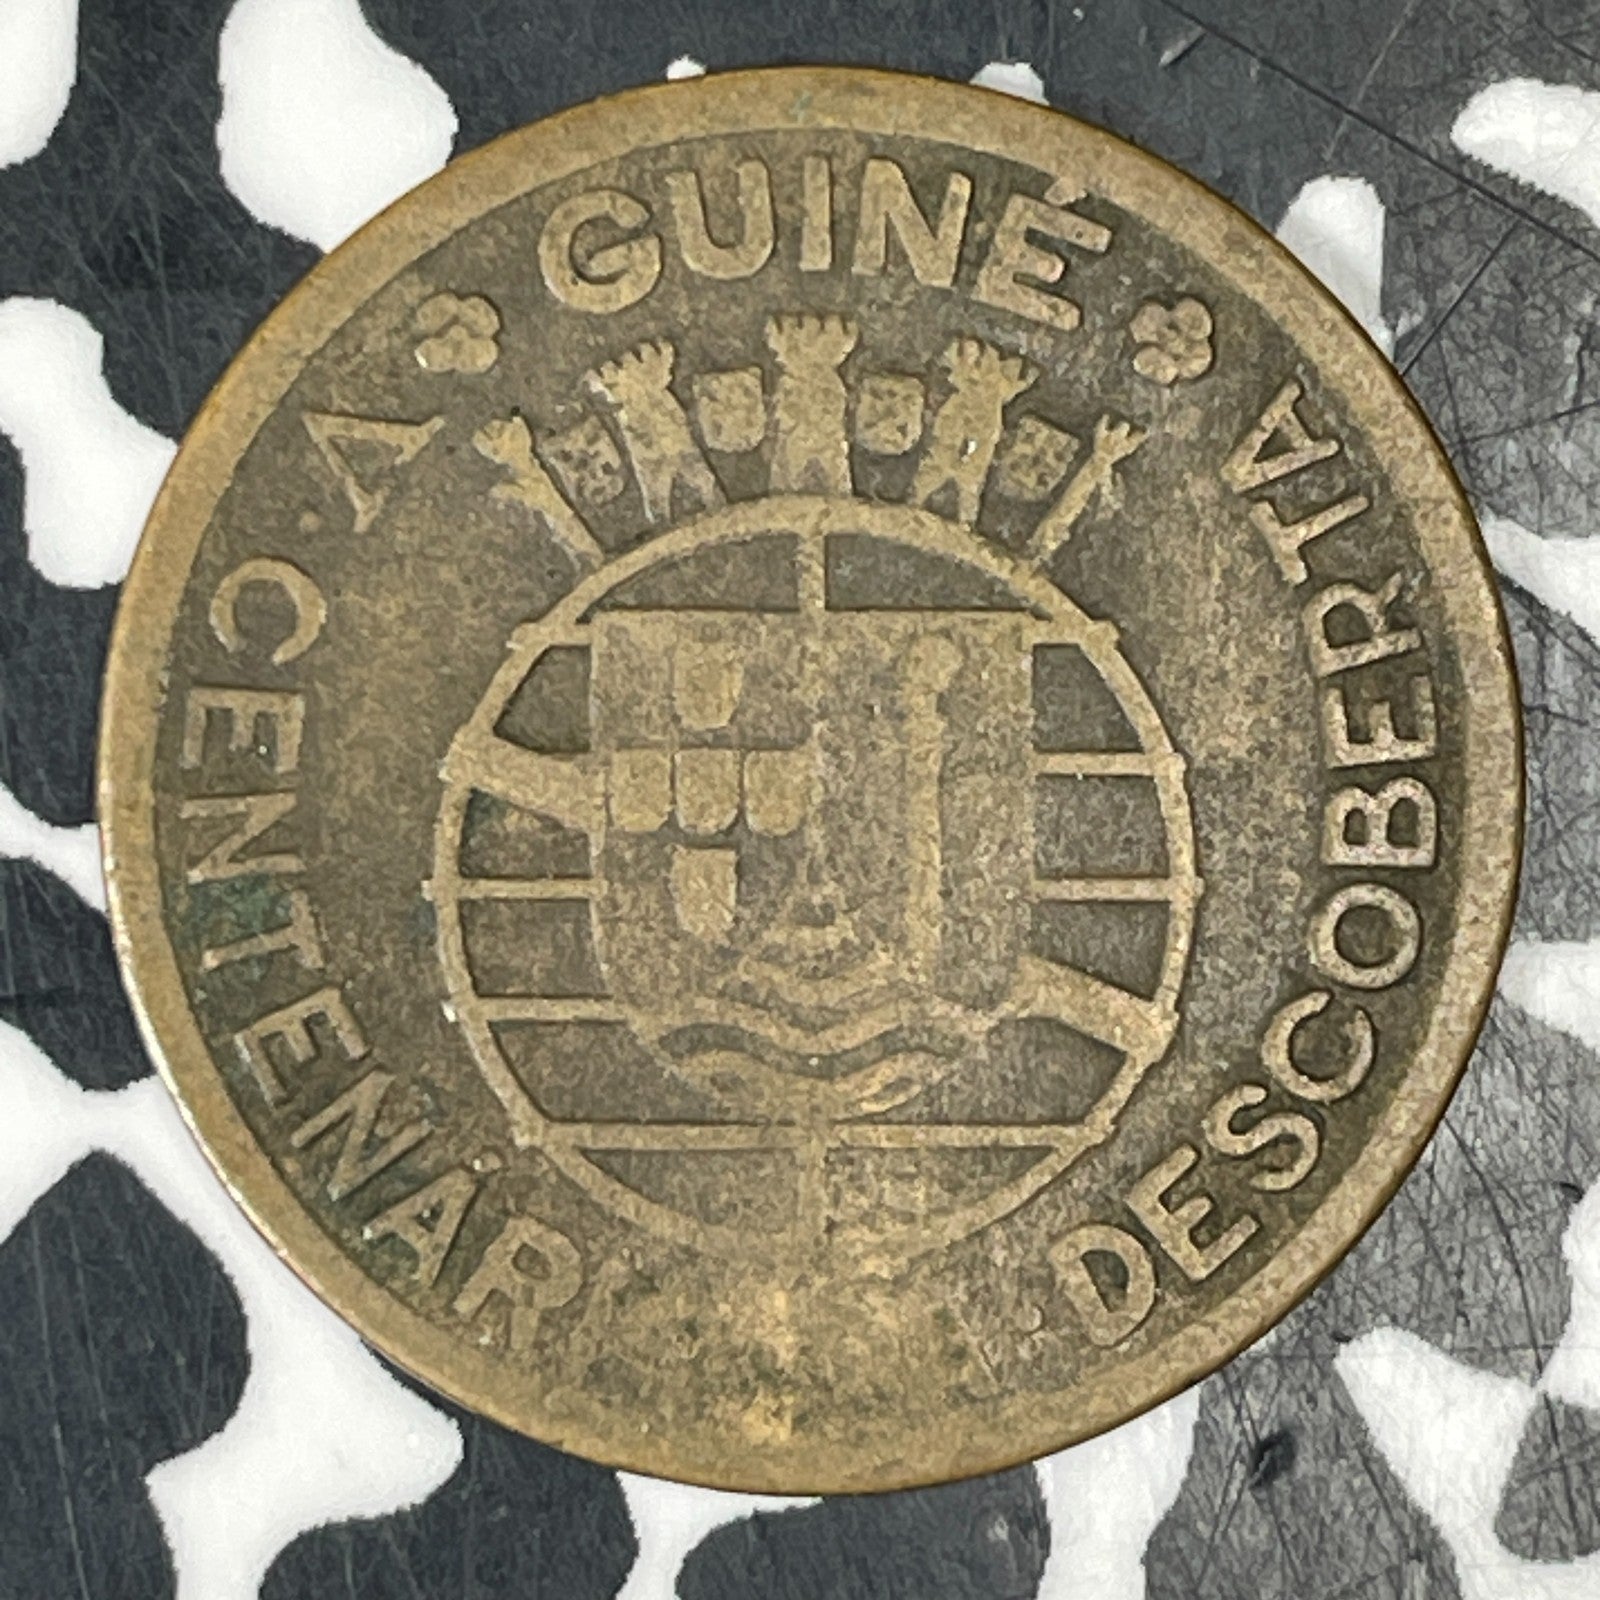 GUINÉ
V. CENTENÁR
DESCOBERTA